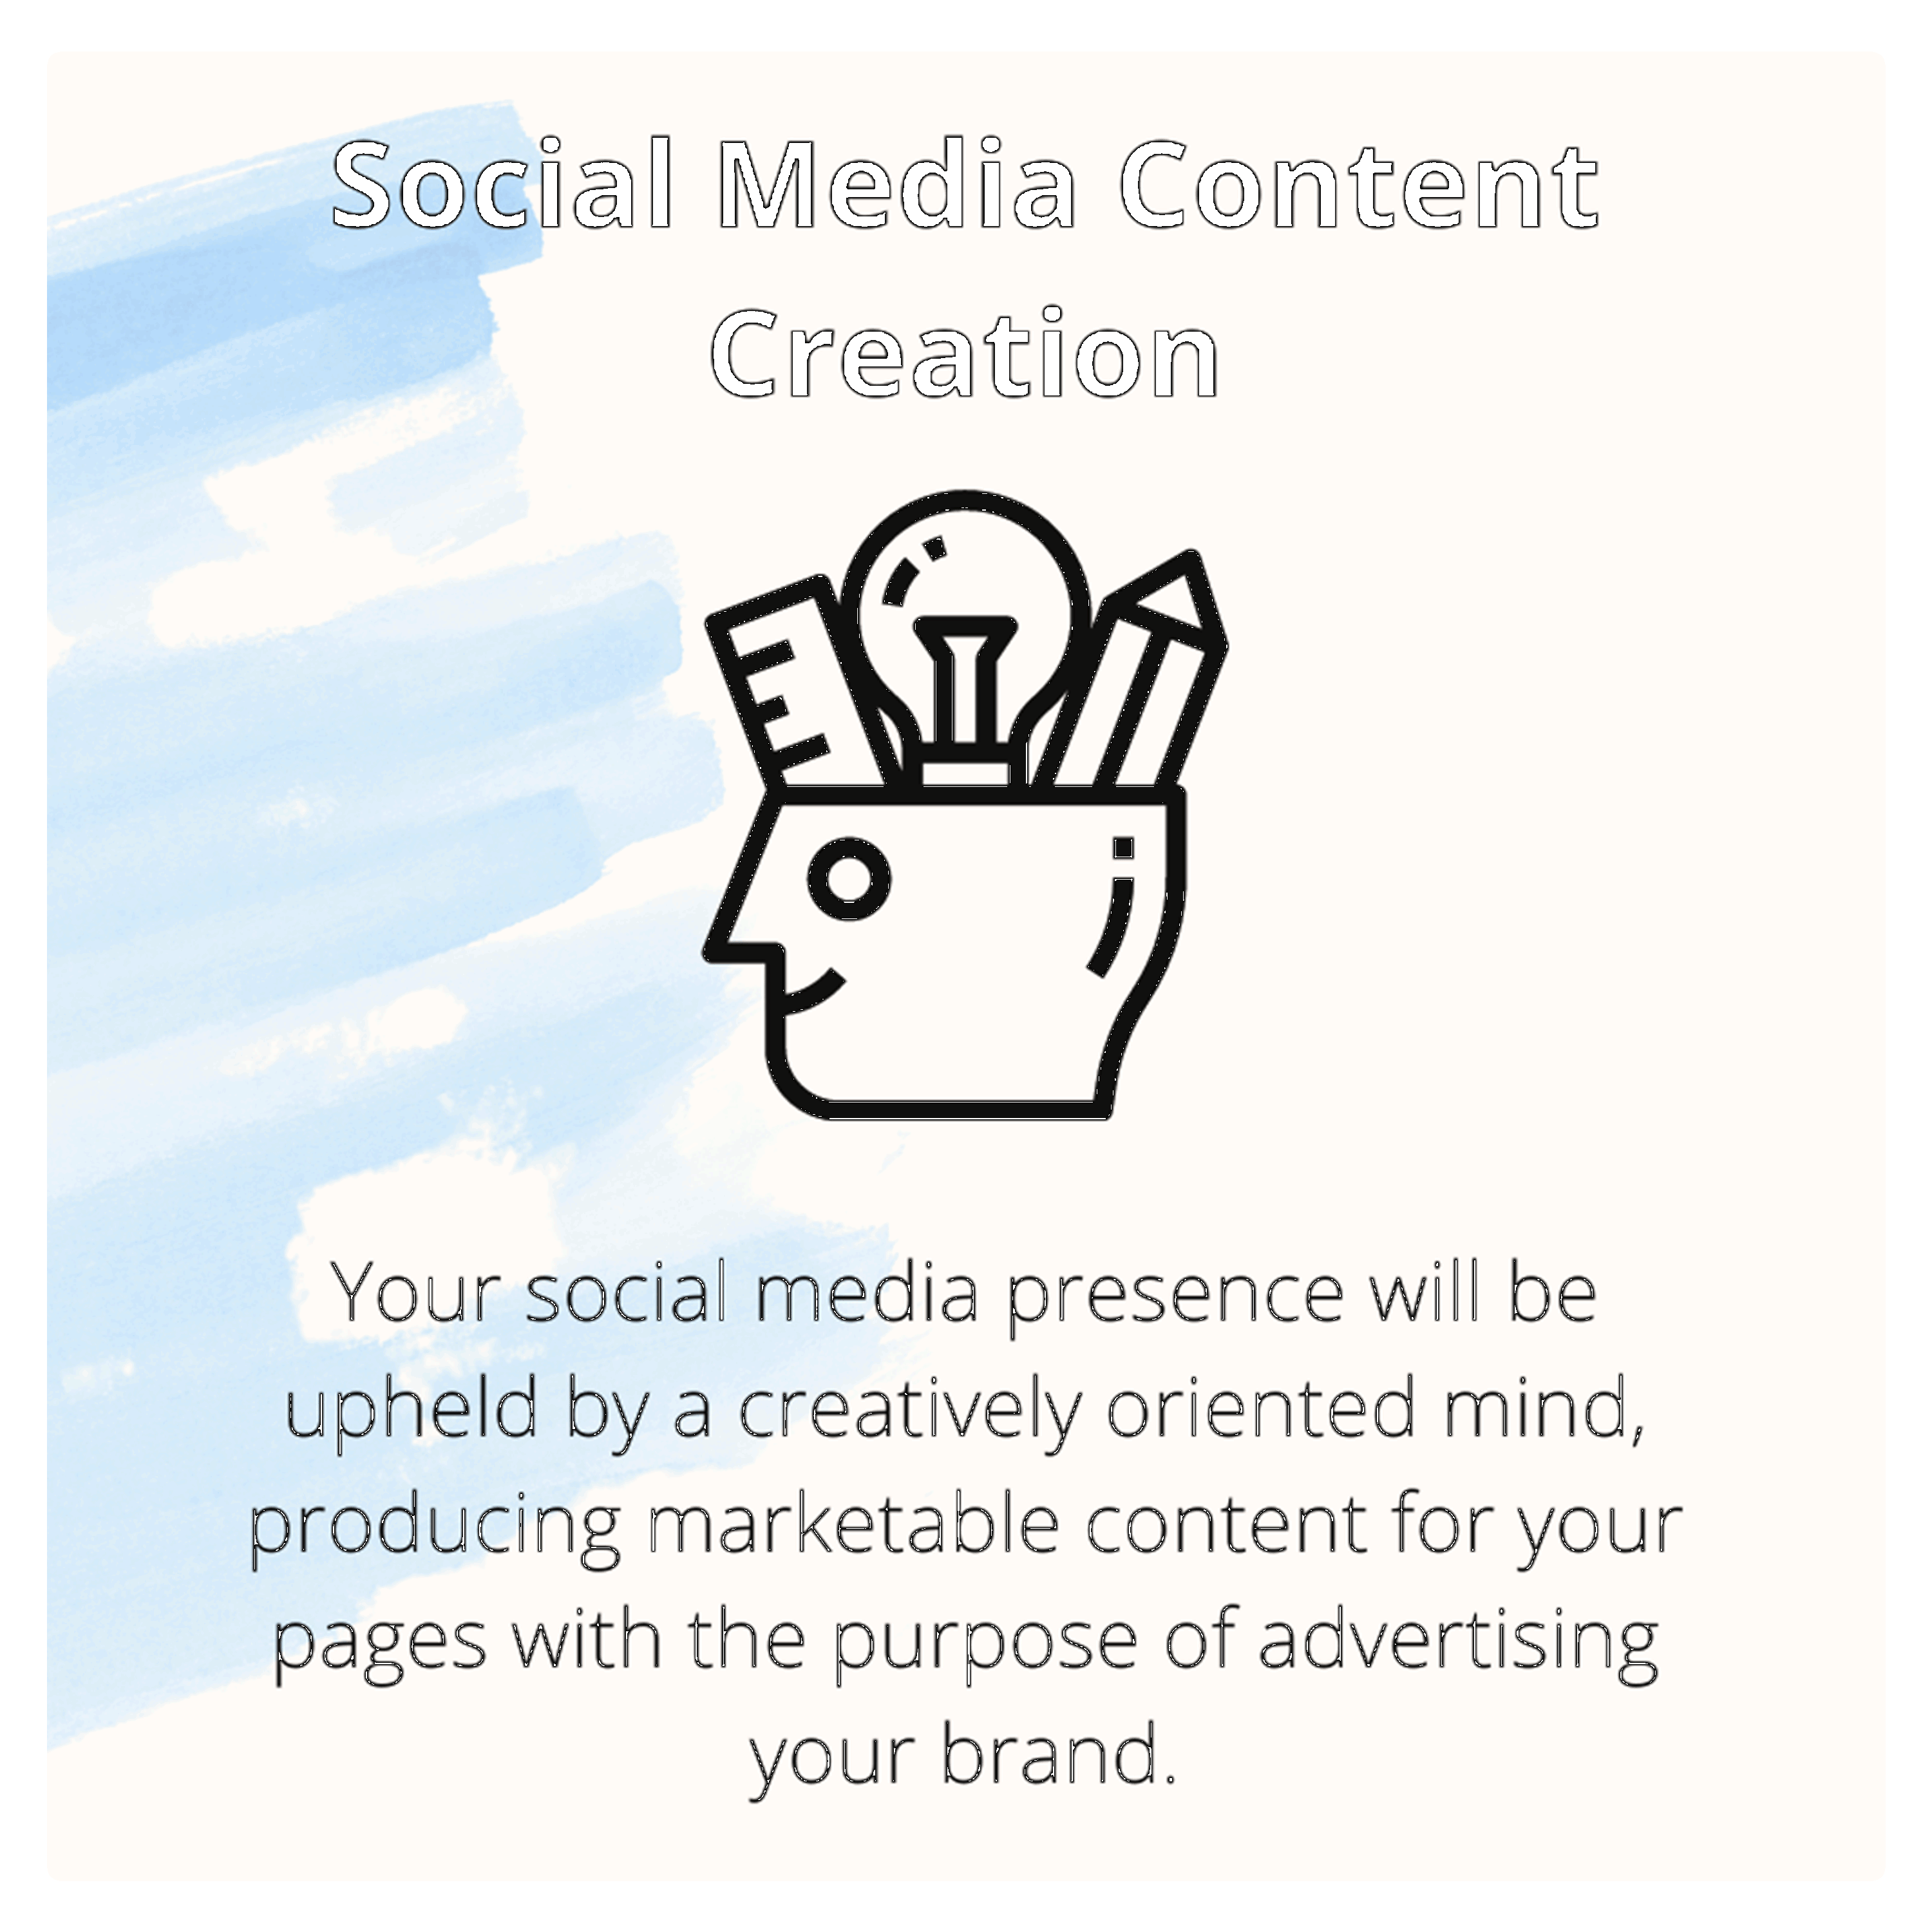 Social Media Content
Creation
Your social media presence will be
upheld by a creatively oriented mind,
producing marketable content for your
pages with the purpose of advertising
your brand.